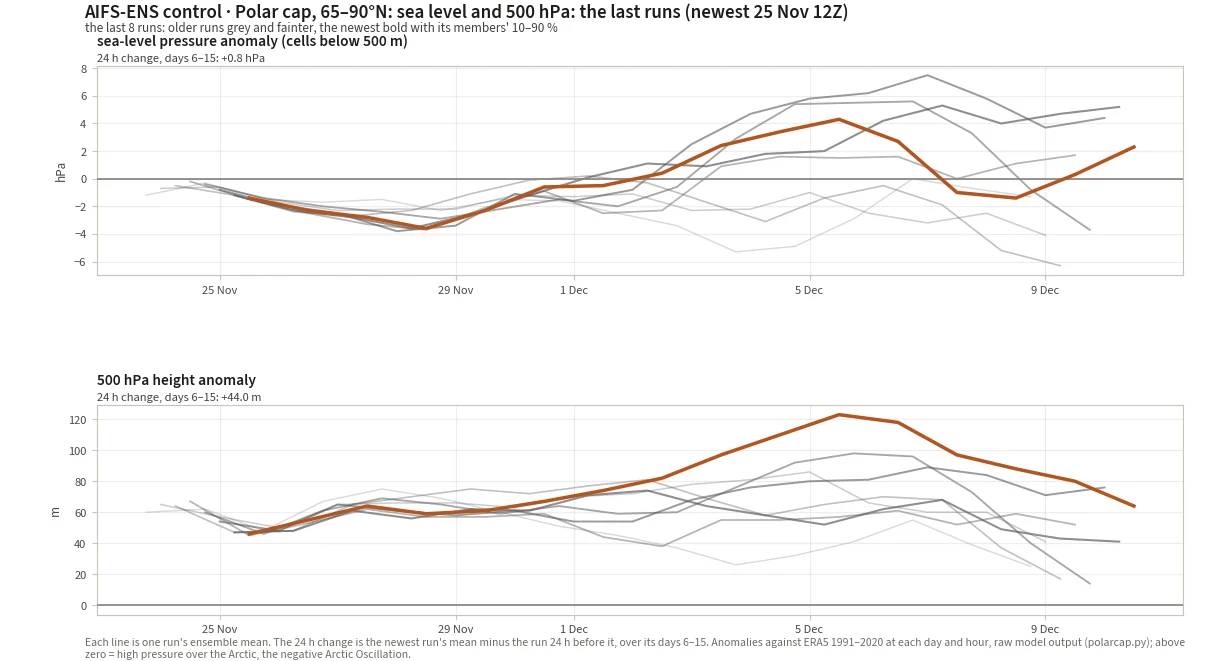 AIFS-ENS control · Polar cap, 65–90°N: sea level and 500 hPa: the last runs (newest 25 Nov 12Z)
the last 8 runs: older runs grey and fainter, the newest bold with its members' 10–90 %
sea-level pressure anomaly (cells below 500 m)
24 h change, days 6–15: +0.8 hPa
8
6
4
2
0
−2
−4
−6
hPa
25 Nov
29 Nov
1 Dec
5 Dec
9 Dec
500 hPa height anomaly
24 h change, days 6–15: +44.0 m
120
100
80
60
40
20
0
m
25 Nov
29 Nov
1 Dec
5 Dec
9 Dec
Each line is one run's ensemble mean. The 24 h change is the newest run's mean minus the run 24 h before it, over its days 6–15. Anomalies against ERA5 1991–2020 at each day and hour, raw model output (polarcap.py); above
zero = high pressure over the Arctic, the negative Arctic Oscillation.